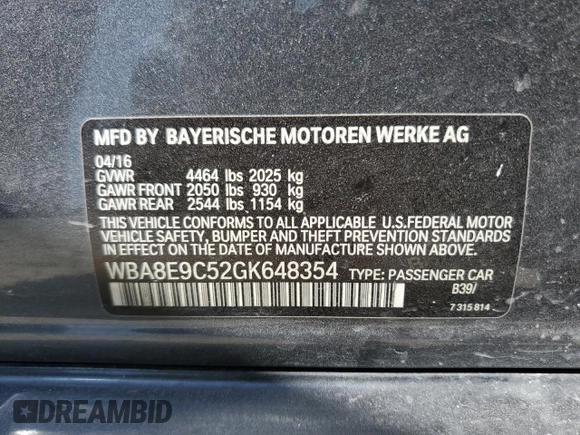 MFD BY BAYERISCHE MOTOREN WERKE AG
04/16
GVWR 4464 lbs 2025 kg
GAWR FRONT 2050 lbs 930 kg
GAWR REAR 2544 lbs 1154 kg
THIS VEHICLE CONFORMS TO ALL APPLICABLE U.S.FEDERAL MOTOR
VEHICLE SAFETY, BUMPER AND THEFT PREVENTION STANDARDS
IN EFFECT ON THE DATE OF MANUFACTURE SHOWN ABOVE.
WBA8E9C52GK648354 TYPE: PASSENGER CAR
B39/
7 315 814
DREAMBID